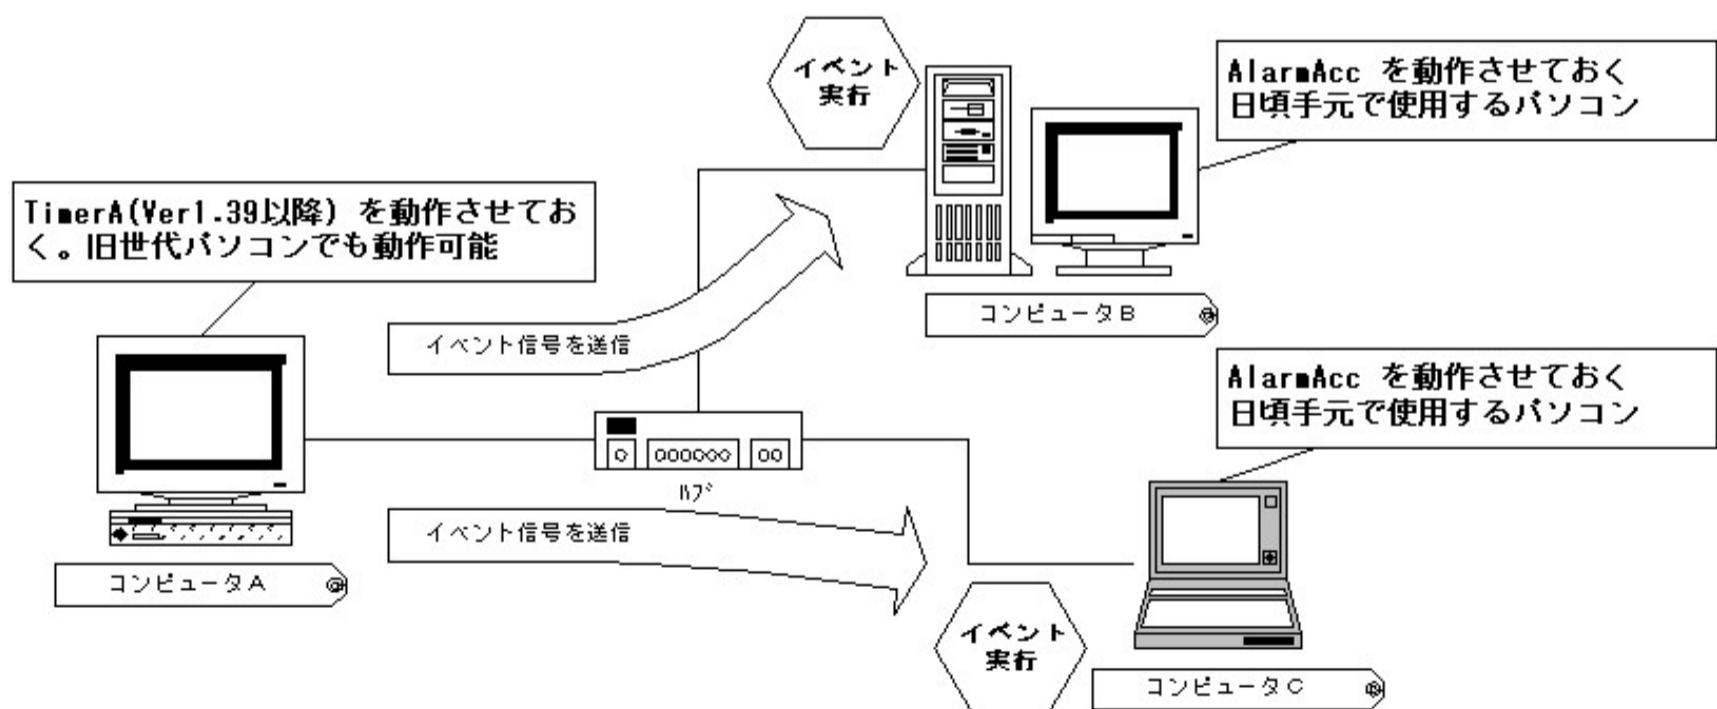 イベント
実行
AlarmAcc を動作させておく
日頃手元で使用するパソコン
TimerA(Ver1.39以降) を動作させてお
く。旧世代パソコンでも動作可能
コンピュータB
イベント信号を送信
AlarmAcc を動作させておく
日頃手元で使用するパソコン
ﾊﾌﾞ
イベント信号を送信
コンピュータA
イベント
実行
コンピュータC